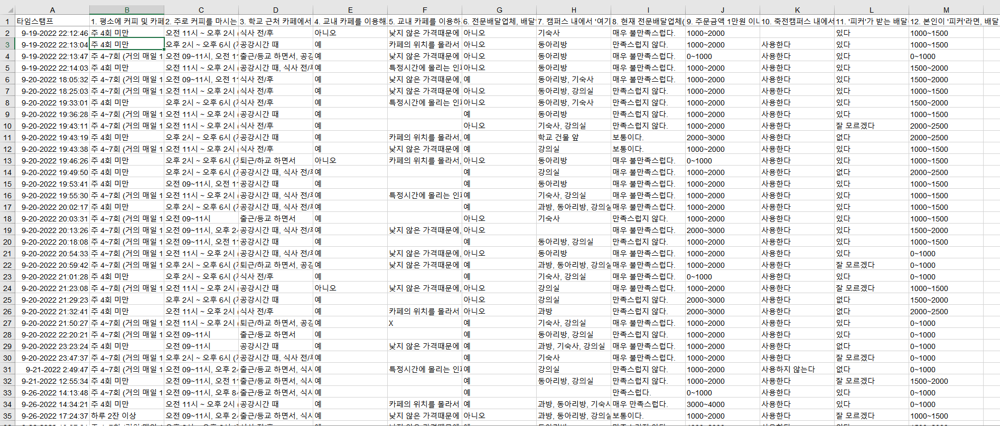 A B C D E F G H I J K L M
1 타임스탬프 1. 평소에 커피 및 카페 2. 주로 커피를 마시는 3. 학교 근처 카페에서 4. 교내 카페를 이용해 5. 교내 카페를 이용하 6. 전문배달업체, 배달 7. 캠퍼스 내에서 '여기 8. 현재 전문배달업체( 9. 주문금액 1만원 이 10. 죽전캠퍼스 내에서 11. '피커'가 받는 배달 12. 본인이 '피커'라면, 배달
2 9-19-2022 22:12:46 주 4회 미만 오전 11시 ~ 오후 2시 식사 전/후 아니오 낮지 않은 가격때문에 아니오 기숙사 매우 불만족스럽다. 1000~2000 있다 1000~1500
3 9-19-2022 22:13:04 주 4회 미만 오후 2시 ~ 오후 6시 공강시간 때 예 카페의 위치를 몰라서 예 동아리방 만족스럽지 않다. 1000~2000 사용한다 있다 1000~1500
4 9-19-2022 22:13:47 주 4~7회 (거의 매일 1 오전 09~11시, 오전 1 출근/등교 하면서, 공강 예 낮지 않은 가격때문에 아니오 동아리방 매우 불만족스럽다. 0~1000 사용한다 있다 0~1000
5 9-19-2022 22:14:03 주 4회 미만 오전 11시 ~ 오후 2시 공강시간 때, 식사 전/후 예 특정시간에 몰리는 인파 아니오 동아리방 매우 불만족스럽다. 1000~2000 사용한다 있다 1500~2000
6 9-20-2022 18:05:32 주 4~7회 (거의 매일 1 오전 09~11시, 오전 1 식사 전/후 예 낮지 않은 가격때문에, 예 동아리방, 기숙사 매우 불만족스럽다. 1000~2000 사용한다 있다 1500~2000
7 9-20-2022 18:25:03 주 4~7회 (거의 매일 1 오전 11시 ~ 오후 2시 식사 전/후 예 낮지 않은 가격때문에 아니오 동아리방, 강의실 만족스럽지 않다. 1000~2000 사용한다 있다 1000~1500
8 9-20-2022 19:33:01 주 4회 미만 오후 2시 ~ 오후 6시 식사 전/후 예 특정시간에 몰리는 인파 아니오 동아리방, 기숙사 만족스럽지 않다. 1000~2000 사용한다 있다 1500~2000
9 9-20-2022 19:36:28 주 4~7회 (거의 매일 1 오전 11시 ~ 오후 2시 공강시간 때 예 예 동아리방 만족스럽지 않다. 1000~2000 사용한다 있다 1000~1500
10 9-20-2022 19:43:11 주 4~7회 (거의 매일 1 오전 11시 ~ 오후 2시 식사 전/후 예 아니오 기숙사, 강의실 만족스럽지 않다. 1000~2000 사용한다 잘 모르겠다 2000~2500
11 9-20-2022 19:43:19 주 4회 미만 오후 2시 ~ 오후 6시 공강시간 때 예 카페의 위치를 몰라서, 예 학교 건물 앞 보통이다. 2000~3000 사용한다 없다 2000~2500
12 9-20-2022 19:43:38 주 4~7회 (거의 매일 1 오전 11시 ~ 오후 2시 식사 전/후 예 낮지 않은 가격때문에 예 강의실 보통이다. 1000~2000 사용한다 있다 1000~1500
13 9-20-2022 19:46:26 주 4회 미만 오후 2시 ~ 오후 6시 퇴근/하교 하면서 아니오 카페의 위치를 몰라서, 아니오 동아리방 매우 불만족스럽다. 0~1000 사용한다 있다 1000~1500
14 9-20-2022 19:49:50 주 4회 미만 오후 2시 ~ 오후 6시 공강시간 때, 식사 전/후 예 예 강의실 매우 불만족스럽다. 1000~2000 사용한다 없다 2000~2500
15 9-20-2022 19:53:41 주 4회 미만 오전 09~11시, 오전 1 공강시간 때 예 예 동아리방 매우 불만족스럽다. 1000~2000 사용한다 있다 1000~1500
16 9-20-2022 19:55:30 주 4~7회 (거의 매일 1 오전 11시 ~ 오후 2시 공강시간 때, 식사 전/후 예 특정시간에 몰리는 인파 예 기숙사, 강의실 매우 불만족스럽다. 1000~2000 사용한다 있다 1000~1500
17 9-20-2022 20:02:17 주 4회 미만 오후 2시 ~ 오후 6시 공강시간 때, 식사 전/후 예 예 과방, 동아리방, 강의실 매우 불만족스럽다. 1000~2000 사용한다 있다 1000~1500
18 9-20-2022 20:03:31 주 4~7회 (거의 매일 1 오전 09~11시 출근/등교 하면서 예 아니오 기숙사 만족스럽지 않다. 1000~2000 사용한다 있다 1000~1500
19 9-20-2022 20:13:26 주 4~7회 (거의 매일 1 오전 09~11시, 오후 2 공강시간 때, 식사 전/후 예 낮지 않은 가격때문에, 아니오 매우 불만족스럽다. 2000~3000 사용한다 있다 1500~2000
20 9-20-2022 20:18:08 주 4~7회 (거의 매일 1 오전 09~11시, 오전 1 공강시간 때 예 예 동아리방, 강의실 만족스럽지 않다. 1000~2000 사용한다 있다 1000~1500
21 9-20-2022 20:54:33 주 4~7회 (거의 매일 1 오전 11시 ~ 오후 2시 공강시간 때, 식사 전/후 예 낮지 않은 가격때문에, 아니오 동아리방 매우 불만족스럽다. 1000~2000 사용한다 있다 0~1000
22 9-20-2022 20:59:42 주 4~7회 (거의 매일 1 오후 2시 ~ 오후 6시 퇴근/하교 하면서, 공강 예 낮지 않은 가격때문에 예 과방, 동아리방, 강의실 매우 불만족스럽다. 1000~2000 사용한다 잘 모르겠다 0~1000
23 9-20-2022 21:01:28 주 4회 미만 오후 2시 ~ 오후 6시 식사 전/후 예 예 기숙사, 강의실 매우 불만족스럽다. 0~1000 사용한다 있다 0~1000
24 9-20-2022 21:23:08 주 4~7회 (거의 매일 1 오전 11시 ~ 오후 2시 공강시간 때 아니오 낮지 않은 가격때문에, 아니오 강의실 매우 불만족스럽다. 1000~2000 사용한다 잘 모르겠다 1000~1500
25 9-20-2022 21:29:23 주 4회 미만 오후 2시 ~ 오후 6시 공강시간 때 예 아니오 강의실 만족스럽지 않다. 2000~3000 사용한다 없다 1500~2000
26 9-20-2022 21:32:41 주 4회 미만 오전 11시 ~ 오후 2시 식사 전/후 예 카페의 위치를 몰라서 아니오 과방 만족스럽지 않다. 2000~3000 사용한다 없다 2000~2500
27 9-20-2022 21:50:27 주 4~7회 (거의 매일 1 오전 11시 ~ 오후 2시 퇴근/하교 하면서, 공강 예 X 예 기숙사, 강의실 매우 불만족스럽다. 1000~2000 사용한다 있다 0~1000
28 9-20-2022 22:20:21 주 4~7회 (거의 매일 1 오전 09~11시 출근/등교 하면서 예 예 동아리방, 강의실 만족스럽지 않다. 1000~2000 사용한다 있다 0~1000
29 9-20-2022 23:23:24 주 4회 미만 오전 09~11시 공강시간 때 예 낮지 않은 가격때문에 예 과방, 기숙사, 강의실 매우 불만족스럽다. 1000~2000 사용한다 없다 0~1000
30 9-20-2022 23:47:37 주 4회 미만 오후 2시 ~ 오후 6시 공강시간 때, 식사 전/후 예 예 기숙사 매우 불만족스럽다. 1000~2000 사용한다 잘 모르겠다 0~1000
31 9-21-2022 2:49:47 주 4~7회 (거의 매일 1 오전 09~11시, 오후 2 출근/등교 하면서, 식사 예 특정시간에 몰리는 인파 예 강의실 만족스럽지 않다. 1000~2000 사용하지 않는다 없다 0~1000
32 9-21-2022 12:55:34 주 4회 미만 오전 09~11시, 오전 1 출근/등교 하면서, 공강 예 예 동아리방, 강의실 만족스럽지 않다. 1000~2000 사용한다 잘 모르겠다 1500~2000
33 9-26-2022 14:13:48 주 4~7회 (거의 매일 1 오전 09~11시, 오후 8 출근/등교 하면서, 식사 예 예 만족스럽다. 0~1000 사용한다 있다 0~1000
34 9-26-2022 14:34:21 주 4회 미만 오전 11시 ~ 오후 2시 공강시간 때 예 카페의 위치를 몰라서 예 과방, 동아리방, 기숙사 매우 만족스럽다. 3000~4000 사용한다 있다 0~1000
35 9-26-2022 17:24:37 하루 2잔 이상 오전 09~11시, 오후 2 출근/등교 하면서, 식사 예 낮지 않은 가격때문에 아니오 과방, 동아리방, 강의실 보통이다. 1000~2000 사용한다 잘 모르겠다 1000~1500